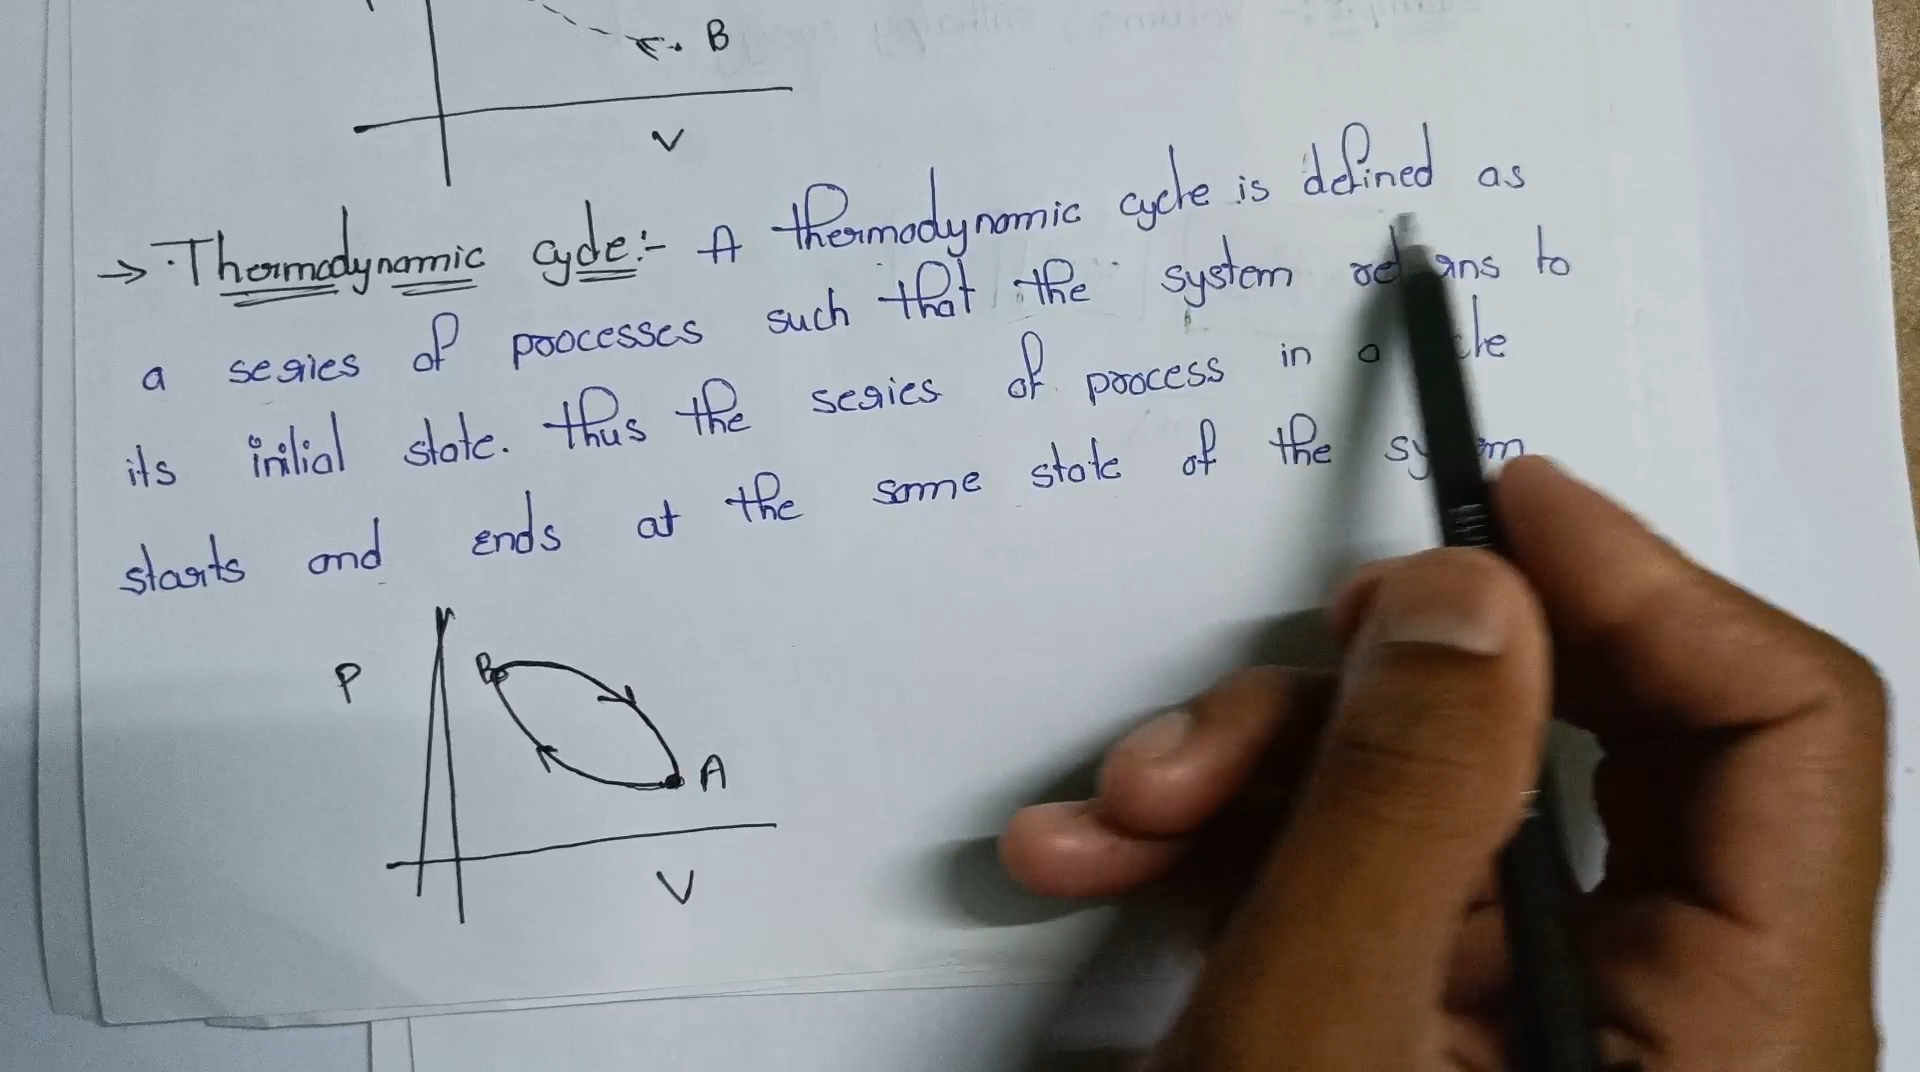 B
V
→ Thermodynamic cycle:- A thermodynamic cycle is defined as
a series of processes such that the system to
its initial state. thus the series of process in a
starts and ends at the same state of the
P
B
A
V